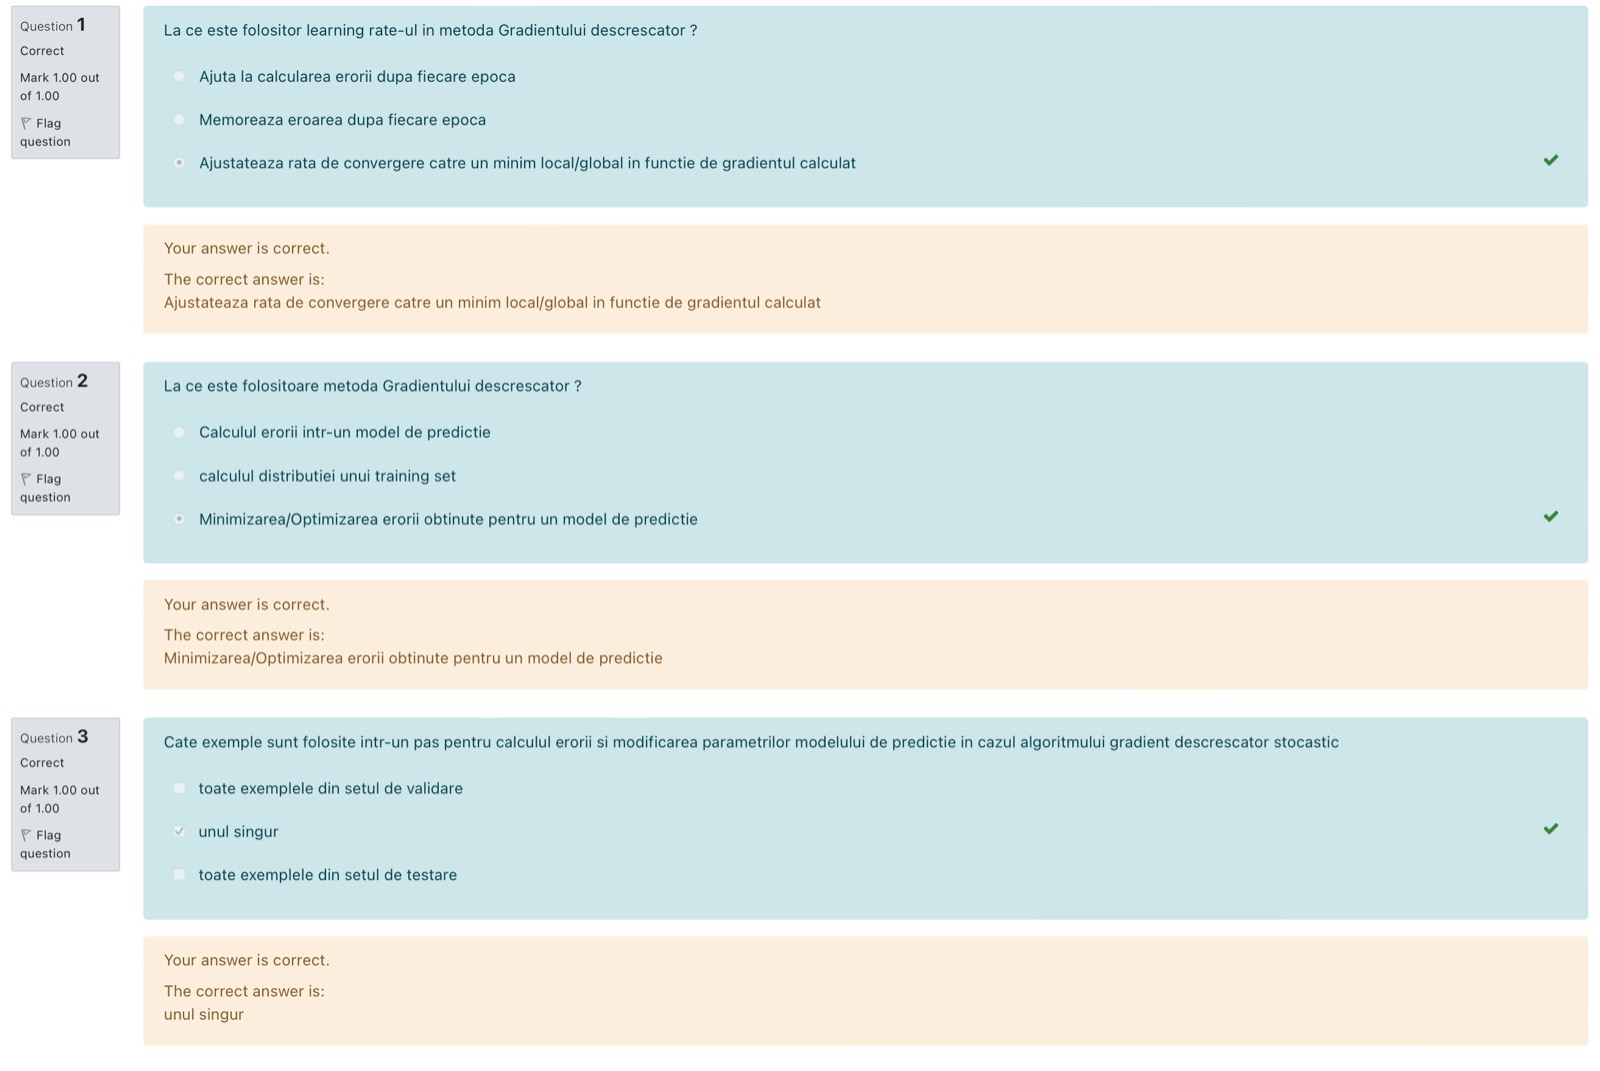 Question 1
Correct
Mark 1.00 out
of 1.00
Flag
question
La ce este folositor learning rate-ul in metoda Gradientului descrescator ?
Ajuta la calcularea erorii dupa fiecare epoca
Memoreaza eroarea dupa fiecare epoca
Ajustateaza rata de convergere catre un minim local/global in functie de gradientul calculat
Your answer is correct.
The correct answer is:
Ajustateaza rata de convergere catre un minim local/global in functie de gradientul calculat
Question 2
Correct
Mark 1.00 out
of 1.00
Flag
question
La ce este folositoare metoda Gradientului descrescator ?
Calculul erorii intr-un model de predictie
calculul distributiei unui training set
Minimizarea/Optimizarea erorii obtinute pentru un model de predictie
Your answer is correct.
The correct answer is:
Minimizarea/Optimizarea erorii obtinute pentru un model de predictie
Question 3
Correct
Mark 1.00 out
of 1.00
Flag
question
Cate exemple sunt folosite intr-un pas pentru calculul erorii si modificarea parametrilor modelului de predictie in cazul algoritmului gradient descrescator stocastic
toate exemplele din setul de validare
unul singur
toate exemplele din setul de testare
Your answer is correct.
The correct answer is:
unul singur